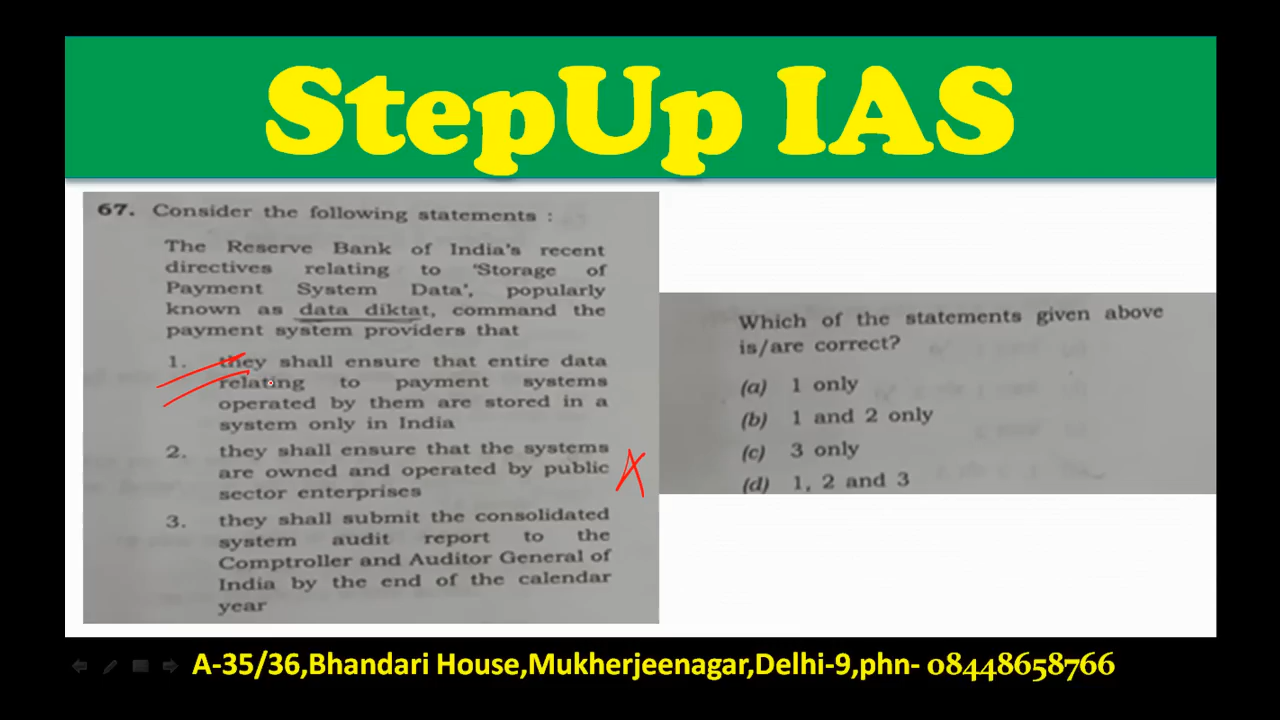 StepUp IAS
67. Consider the following statements :
The Reserve Bank of India's recent
directives relating to 'Storage of
Payment System Data', popularly
known as data diktat, command the
payment system providers that
1. they shall ensure that entire data
relating to payment systems
operated by them are stored in a
system only in India
2. they shall ensure that the systems
are owned and operated by public
sector enterprises
3. they shall submit the consolidated
system audit report to the
Comptroller and Auditor General of
India by the end of the calendar
year
Which of the statements given above
is/are correct?
(a) 1 only
(b) 1 and 2 only
(c) 3 only
(d) 1, 2 and 3
A-35/36,Bhandari House,Mukherjeenagar,Delhi-9,phn- 08448658766